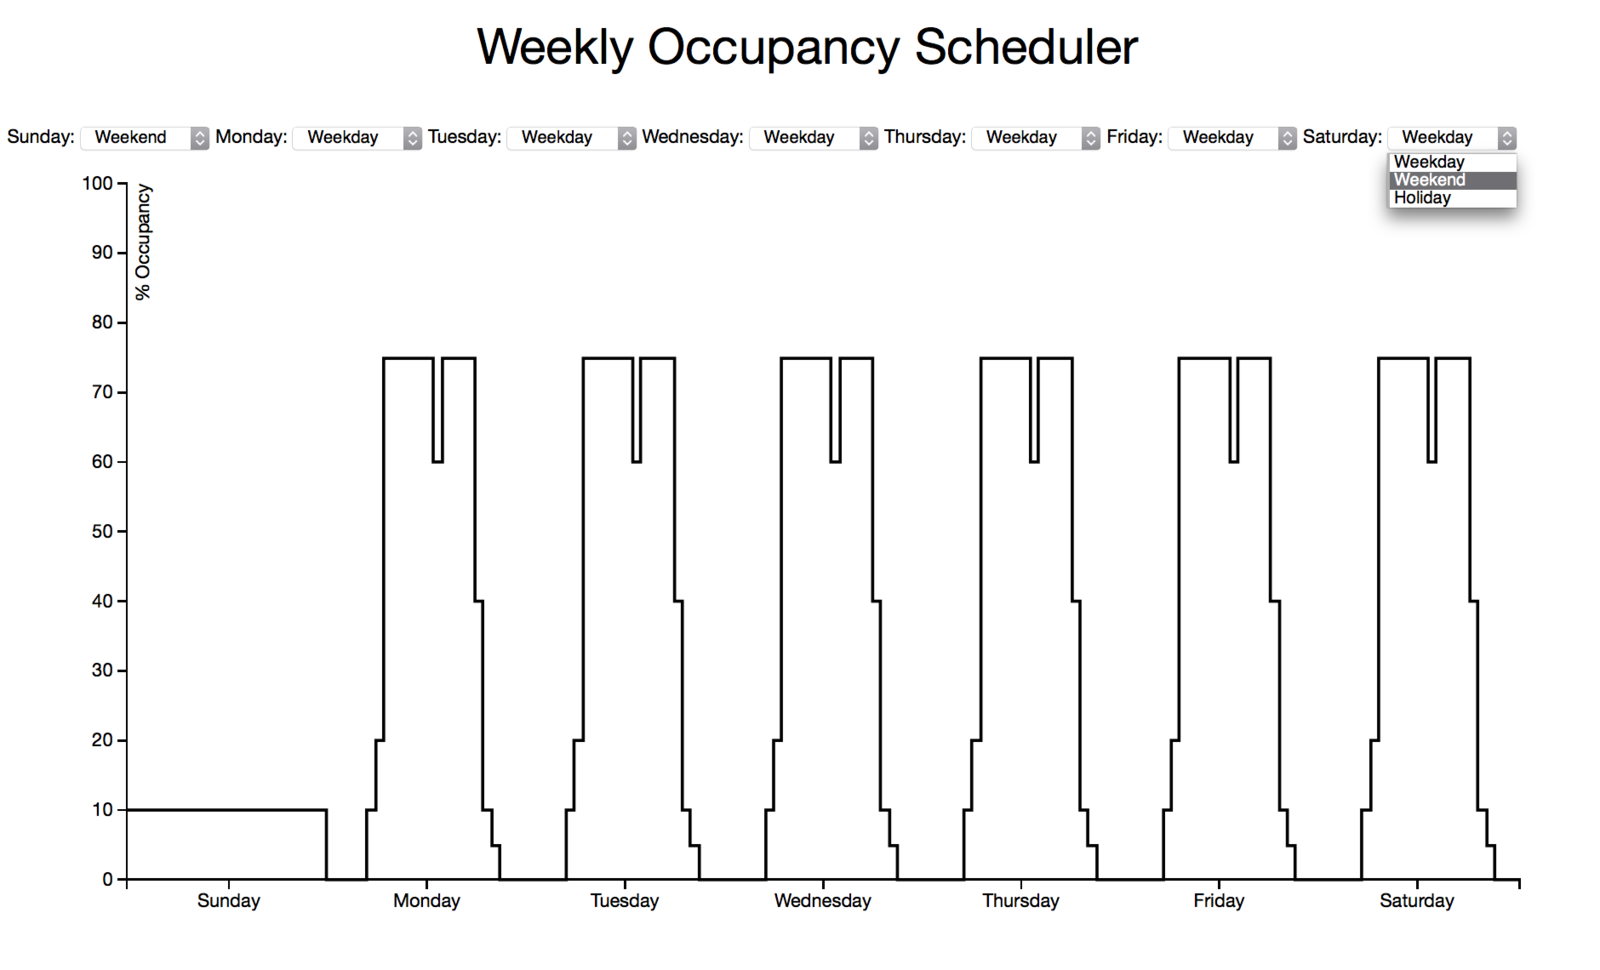 Weekly Occupancy Scheduler
Sunday: Weekend Monday: Weekday Tuesday: Weekday Wednesday: Weekday Thursday: Weekday Friday: Weekday Saturday: Weekday
Weekday
Weekend
Holiday
% Occupancy
100
90
80
70
60
50
40
30
20
10
0
Sunday Monday Tuesday Wednesday Thursday Friday Saturday